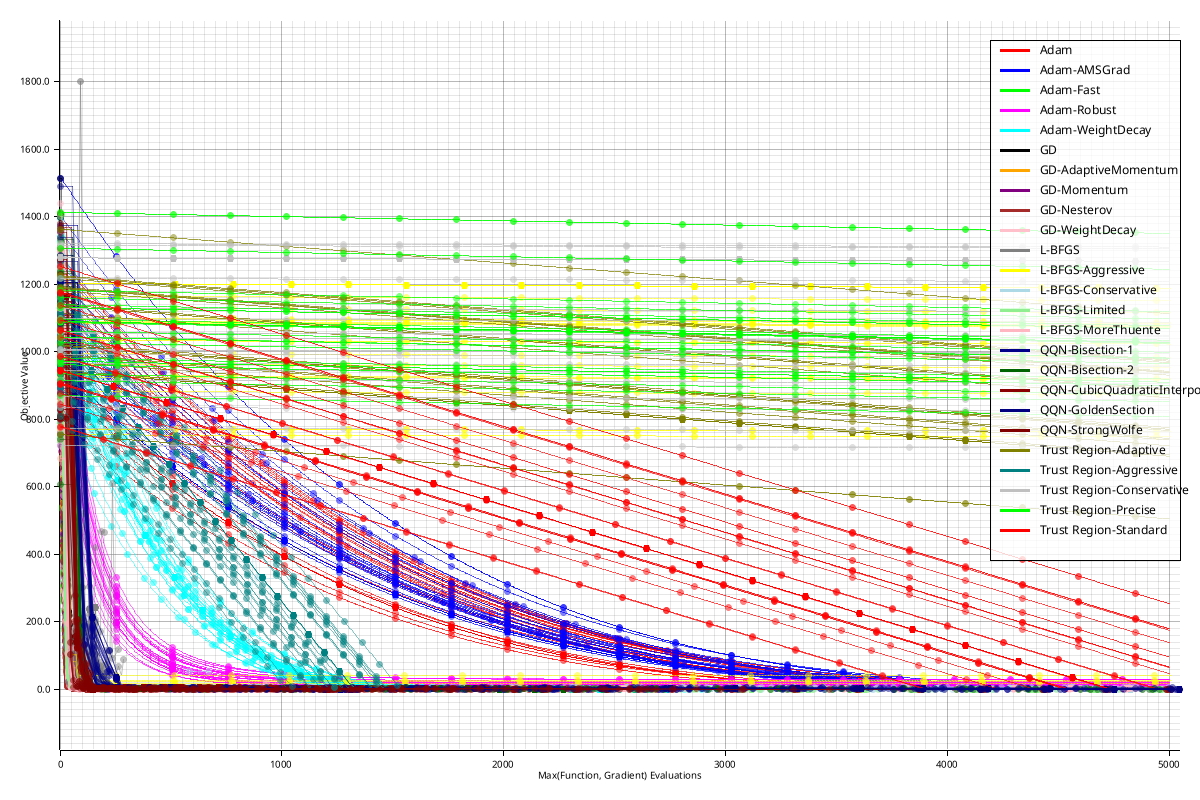 1800.0
1600.0
1400.0
1200.0
1000.0
800.0
600.0
400.0
200.0
0.0
Objective Value
0
1000
2000
3000
4000
5000
Max(Function, Gradient) Evaluations
Adam
Adam-AMSGrad
Adam-Fast
Adam-Robust
Adam-WeightDecay
GD
GD-AdaptiveMomentum
GD-Momentum
GD-Nesterov
GD-WeightDecay
L-BFGS
L-BFGS-Aggressive
L-BFGS-Conservative
L-BFGS-Limited
L-BFGS-MoreThuente
QQN-Bisection-1
QQN-Bisection-2
QQN-CubicQuadraticInterpo
QQN-GoldenSection
QQN-StrongWolfe
Trust Region-Adaptive
Trust Region-Aggressive
Trust Region-Conservative
Trust Region-Precise
Trust Region-Standard